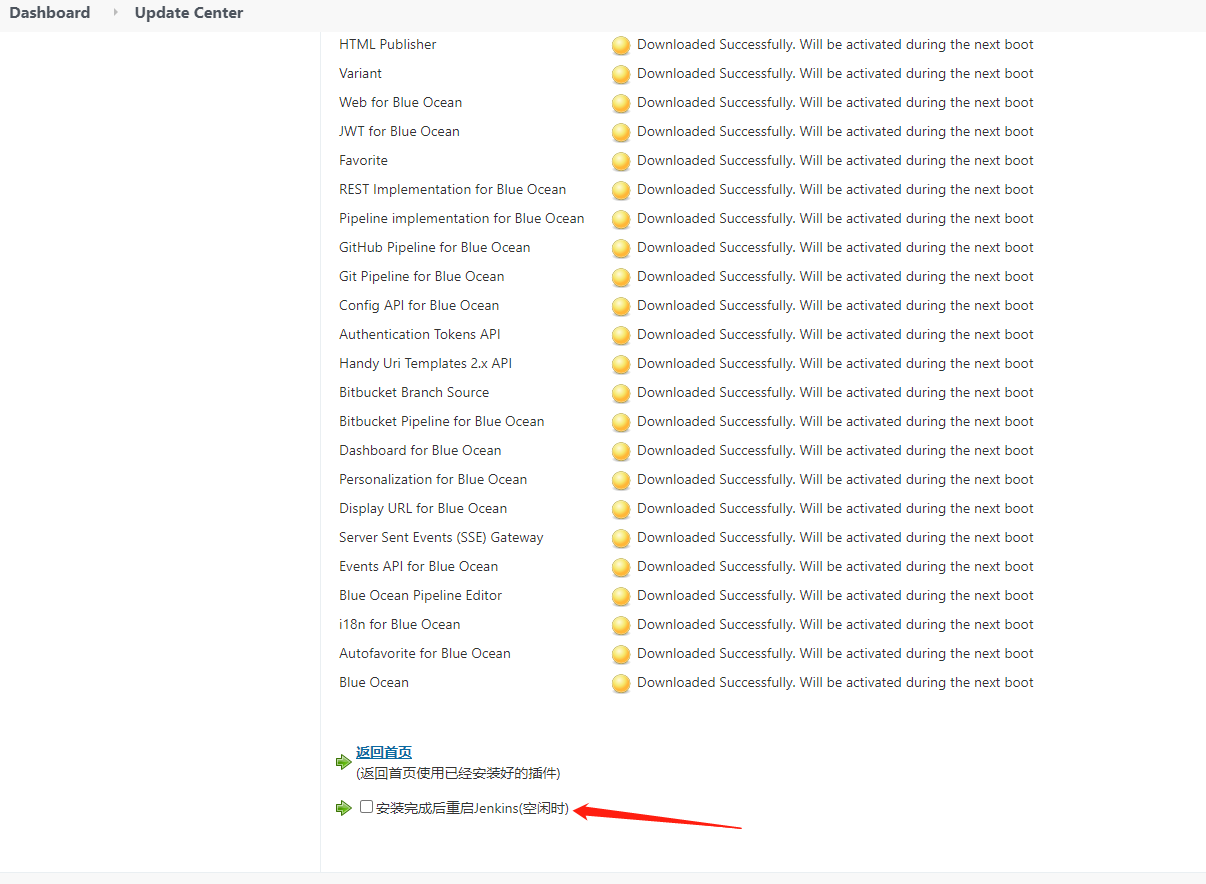 Dashboard Update Center
HTML Publisher Downloaded Successfully. Will be activated during the next boot
Variant Downloaded Successfully. Will be activated during the next boot
Web for Blue Ocean Downloaded Successfully. Will be activated during the next boot
JWT for Blue Ocean Downloaded Successfully. Will be activated during the next boot
Favorite Downloaded Successfully. Will be activated during the next boot
REST Implementation for Blue Ocean Downloaded Successfully. Will be activated during the next boot
Pipeline implementation for Blue Ocean Downloaded Successfully. Will be activated during the next boot
GitHub Pipeline for Blue Ocean Downloaded Successfully. Will be activated during the next boot
Git Pipeline for Blue Ocean Downloaded Successfully. Will be activated during the next boot
Config API for Blue Ocean Downloaded Successfully. Will be activated during the next boot
Authentication Tokens API Downloaded Successfully. Will be activated during the next boot
Handy Uri Templates 2.x API Downloaded Successfully. Will be activated during the next boot
Bitbucket Branch Source Downloaded Successfully. Will be activated during the next boot
Bitbucket Pipeline for Blue Ocean Downloaded Successfully. Will be activated during the next boot
Dashboard for Blue Ocean Downloaded Successfully. Will be activated during the next boot
Personalization for Blue Ocean Downloaded Successfully. Will be activated during the next boot
Display URL for Blue Ocean Downloaded Successfully. Will be activated during the next boot
Server Sent Events (SSE) Gateway Downloaded Successfully. Will be activated during the next boot
Events API for Blue Ocean Downloaded Successfully. Will be activated during the next boot
Blue Ocean Pipeline Editor Downloaded Successfully. Will be activated during the next boot
i18n for Blue Ocean Downloaded Successfully. Will be activated during the next boot
Autofavorite for Blue Ocean Downloaded Successfully. Will be activated during the next boot
Blue Ocean Downloaded Successfully. Will be activated during the next boot
返回首页
(返回首页使用已经安装好的插件)
安装完成后重启Jenkins(空闲时)